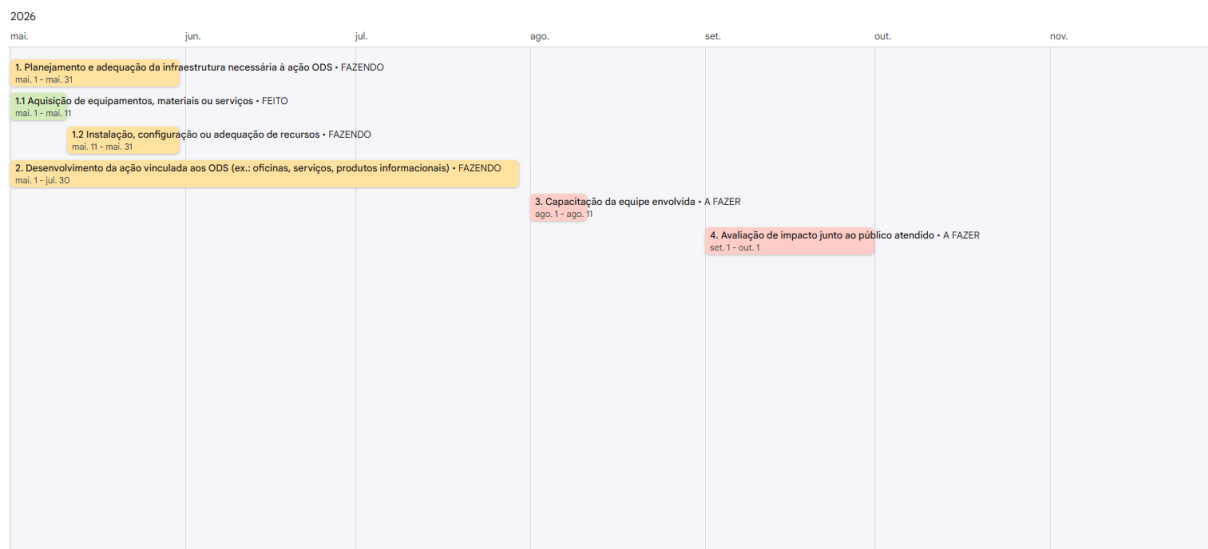 2026
mai. jun. jul. ago. set. out. nov.
1. Planejamento e adequação da infraestrutura necessária à ação ODS • FAZENDO
mai. 1 - mai. 31
1.1 Aquisição de equipamentos, materiais ou serviços • FEITO
mai. 1 - mai. 11
1.2 Instalação, configuração ou adequação de recursos • FAZENDO
mai. 11 - mai. 31
2. Desenvolvimento da ação vinculada aos ODS (ex.: oficinas, serviços, produtos informacionais) • FAZENDO
mai. 1 - jul. 30
3. Capacitação da equipe envolvida • A FAZER
ago. 1 - ago. 11
4. Avaliação de impacto junto ao público atendido • A FAZER
set. 1 - out. 1